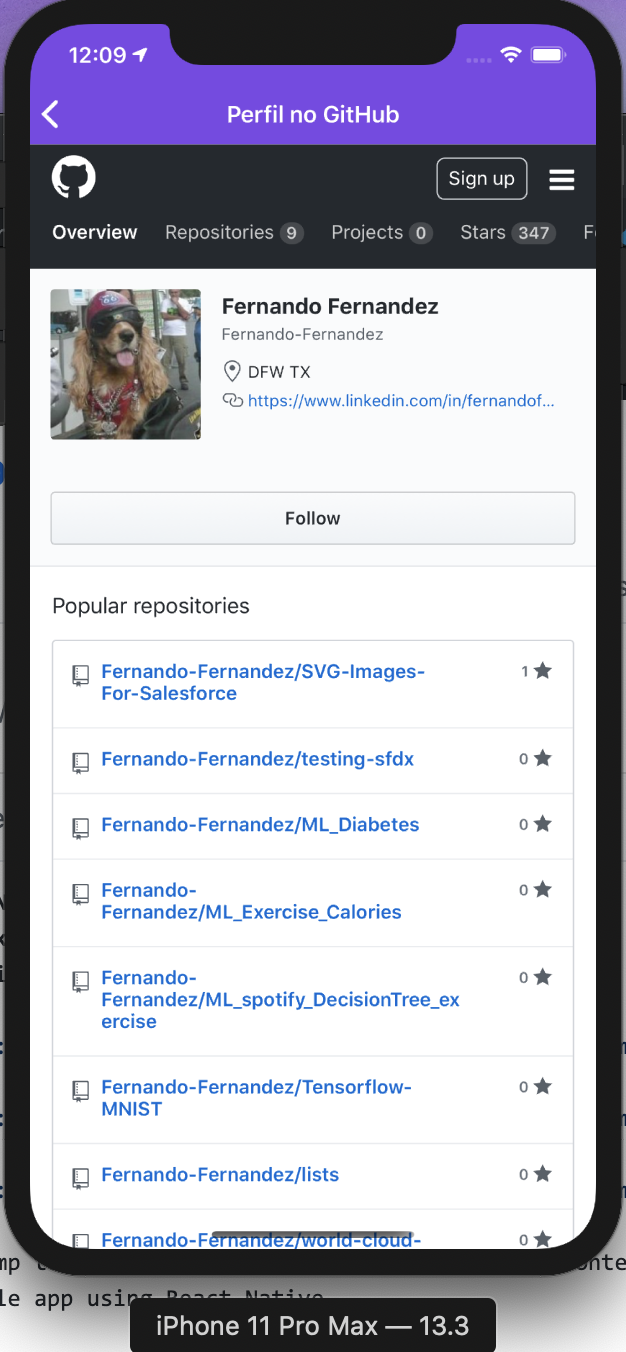 12:09
Perfil no GitHub
Sign up
Overview Repositories 9 Projects 0 Stars 347
Fernando Fernandez
Fernando-Fernandez
DFW TX
https://www.linkedin.com/in/fernandof...
Follow
Popular repositories
Fernando-Fernandez/SVG-Images- 1
For-Salesforce
Fernando-Fernandez/testing-sfdx 0
Fernando-Fernandez/ML_Diabetes 0
Fernando- 0
Fernandez/ML_Exercise_Calories
Fernando- 0
Fernandez/ML_spotify_DecisionTree_ex
ercise
Fernando-Fernandez/Tensorflow- 0
MNIST
Fernando-Fernandez/lists 0
Fernando-Fernandez/world-cloud- 0
le app using React Native
iPhone 11 Pro Max — 13.3